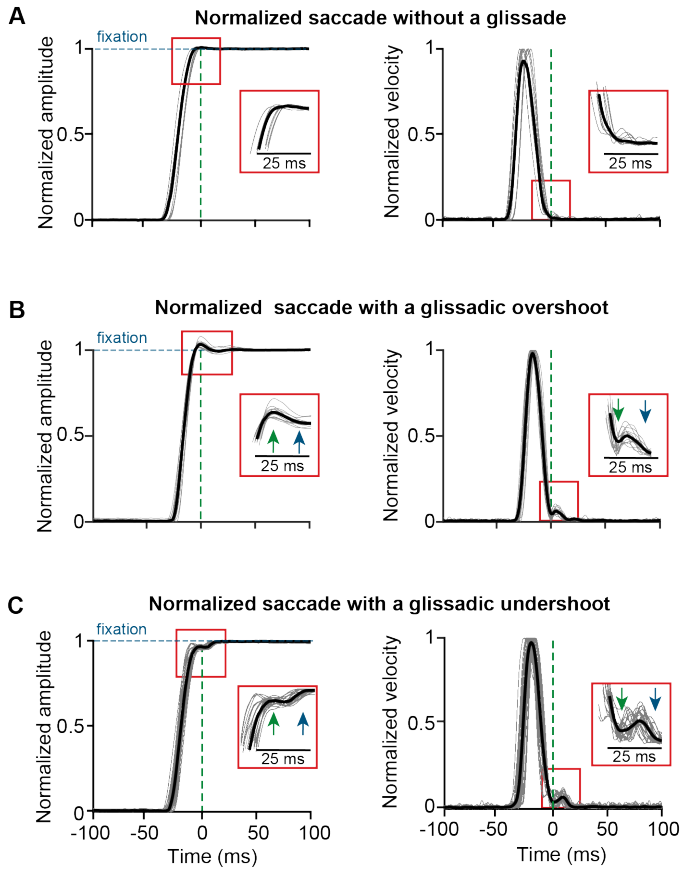 A
Normalized saccade without a glissade
fixation
Normalized amplitude
1
0.5
0
25 ms
Normalized velocity
1
0.5
0
25 ms
B
Normalized saccade with a glissadic overshoot
fixation
Normalized amplitude
1
0.5
0
25 ms
Normalized velocity
1
0.5
0
25 ms
C
Normalized saccade with a glissadic undershoot
fixation
Normalized amplitude
1
0.5
0
25 ms
-100 -50 0 50 100
Time (ms)
Normalized velocity
1
0.5
0
25 ms
-100 -50 0 50 100
Time (ms)